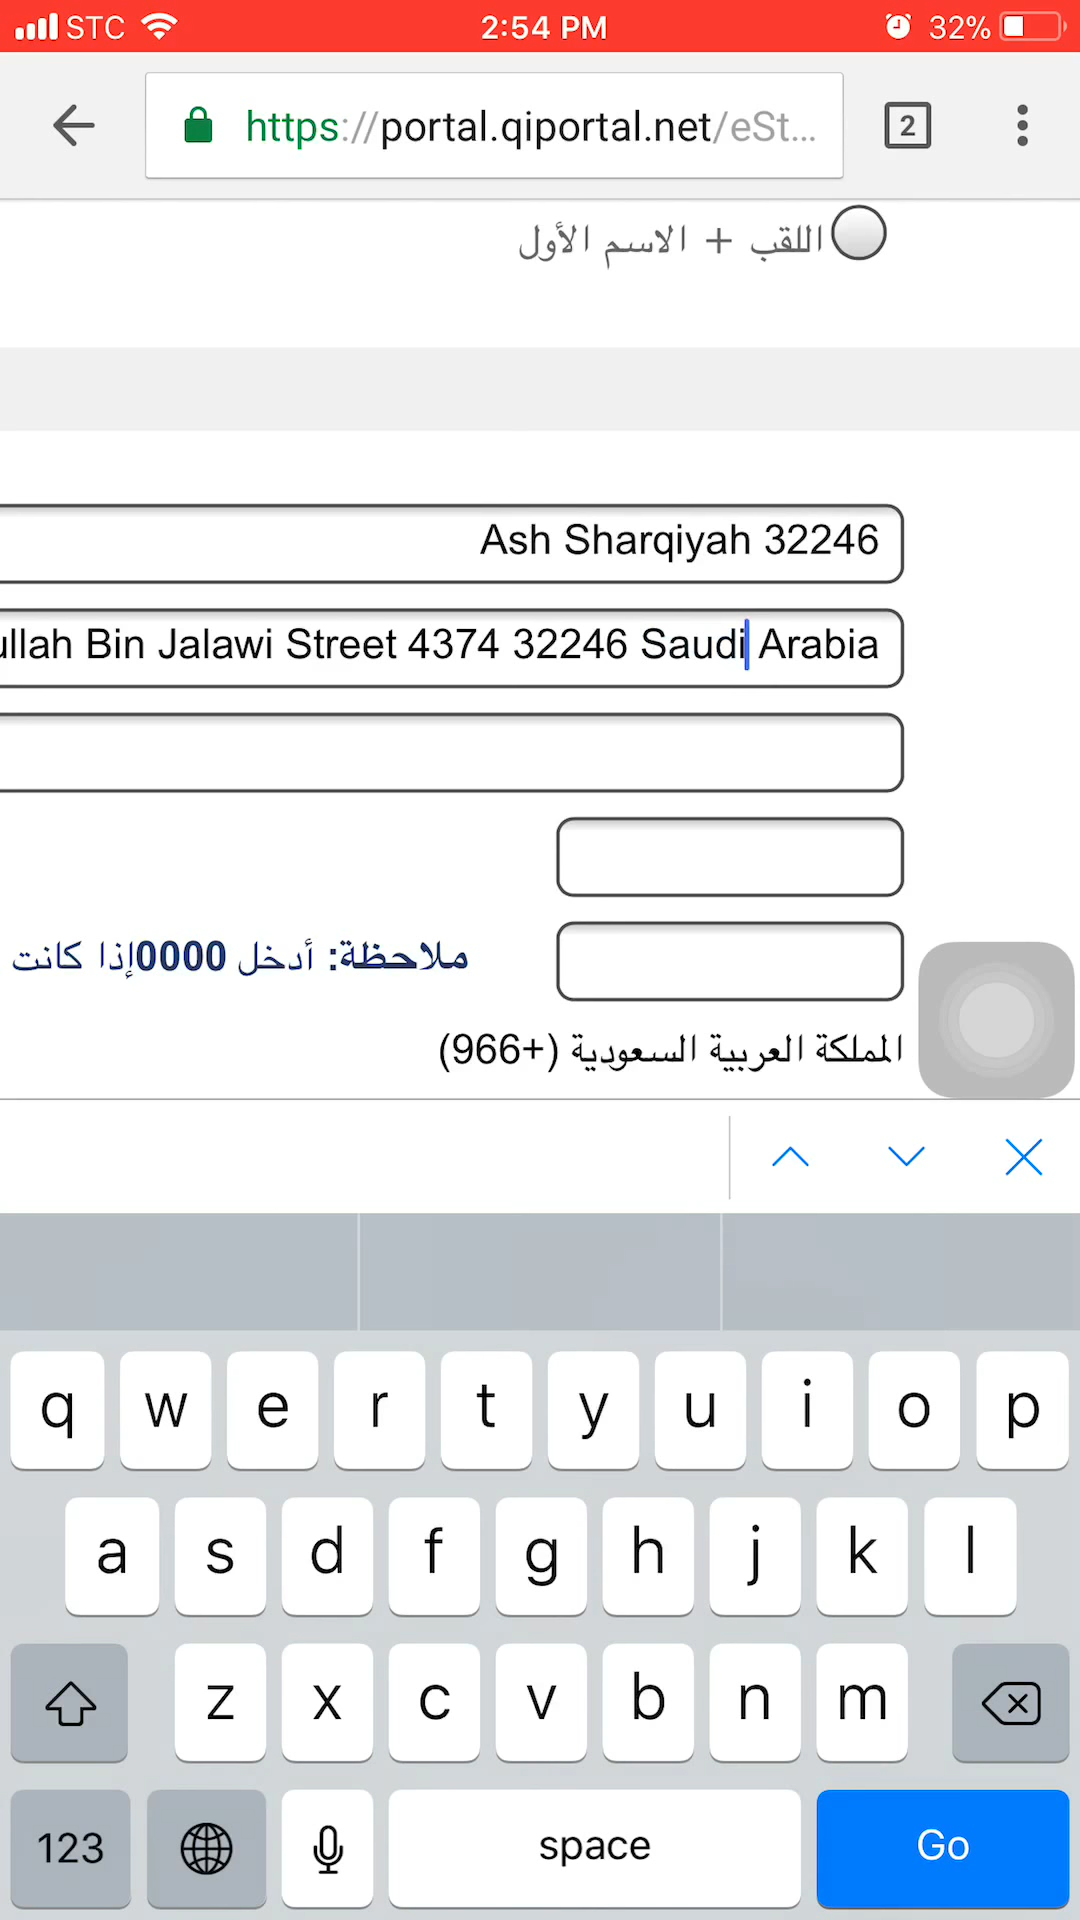 STC 2:54 PM 32%
https://portal.qiportal.net/eSt... 2
اللقب + الاسم الأول
Ash Sharqiyah 32246
ullah Bin Jalawi Street 4374 32246 Saudi Arabia
ملاحظة: أدخل 0000إذا كانت
المملكة العربية السعودية (+966)
q w e r t y u i o p
a s d f g h j k l
z x c v b n m
123 space Go